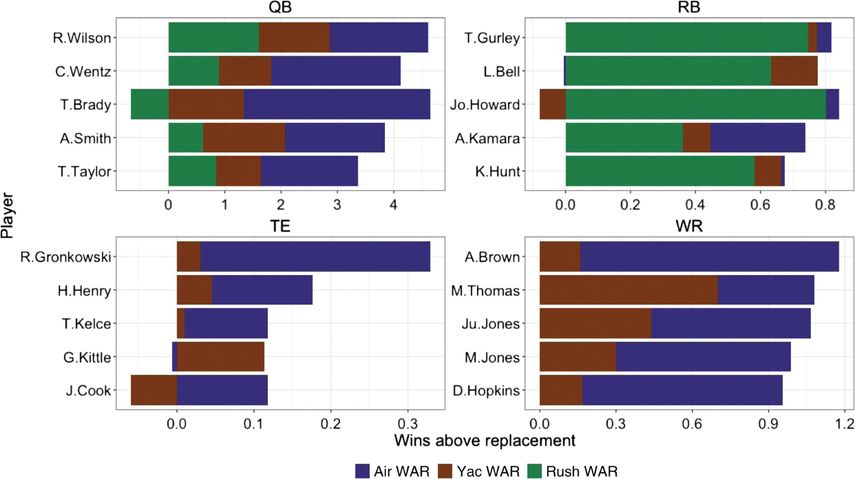 QB
R.Wilson
C.Wentz
T.Brady
A.Smith
T.Taylor
0 1 2 3 4
RB
T.Gurley
L.Bell
Jo.Howard
A.Kamara
K.Hunt
0.0 0.2 0.4 0.6 0.8
Player
TE
R.Gronkowski
H.Henry
T.Kelce
G.Kittle
J.Cook
0.0 0.1 0.2 0.3
WR
A.Brown
M.Thomas
Ju.Jones
M.Jones
D.Hopkins
0.0 0.3 0.6 0.9 1.2
Wins above replacement
Air WAR Yac WAR Rush WAR